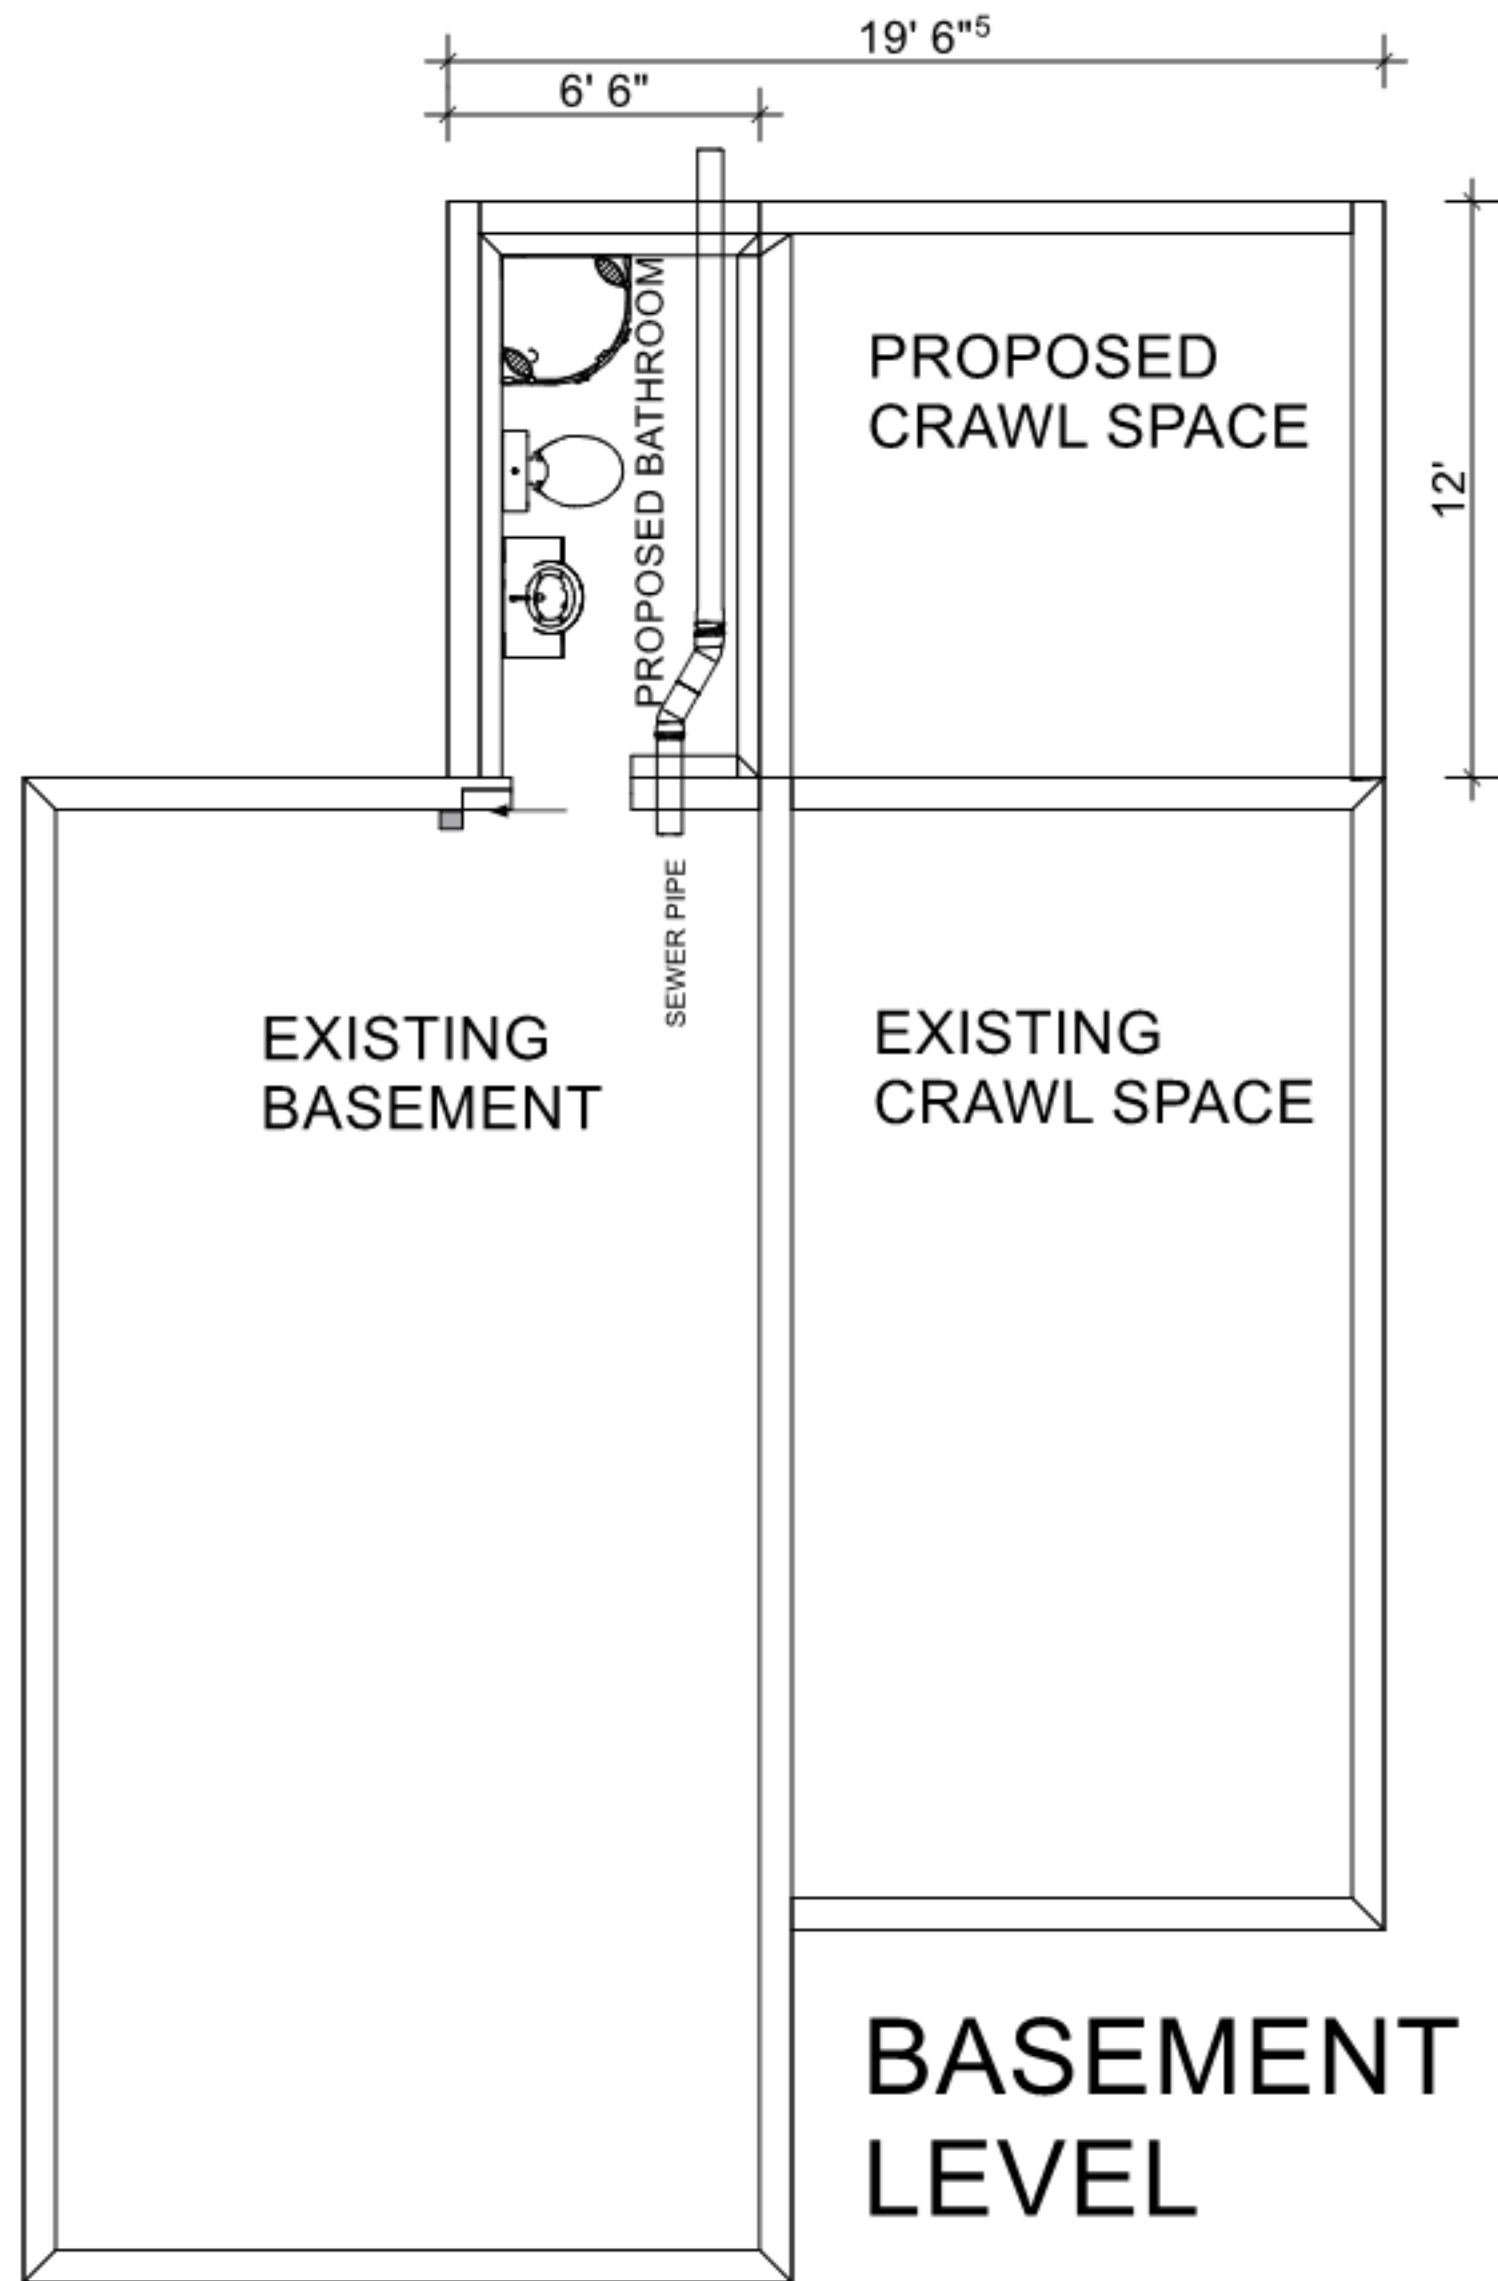 19' 6"⁵
6' 6"
PROPOSED BATHROOM
PROPOSED
CRAWL SPACE
12'
SEWER PIPE
EXISTING
BASEMENT
EXISTING
CRAWL SPACE
BASEMENT
LEVEL